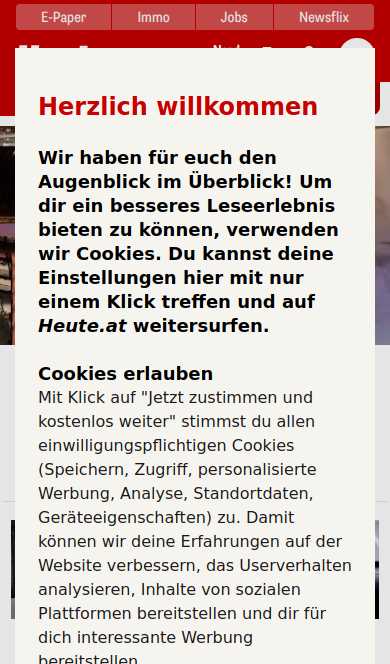 E-Paper
Immo
Jobs
Newsflix
Herzlich willkommen
Wir haben für euch den
Augenblick im Überblick! Um
dir ein besseres Leseerlebnis
bieten zu können, verwenden
wir Cookies. Du kannst deine
Einstellungen hier mit nur
einem Klick treffen und auf
Heute.at weitersurfen.
Cookies erlauben
Mit Klick auf "Jetzt zustimmen und
kostenlos weiter" stimmst du allen
einwilligungspflichtigen Cookies
(Speichern, Zugriff, personalisierte
Werbung, Analyse, Standortdaten,
Geräteeigenschaften) zu. Damit
können wir deine Erfahrungen auf der
Website verbessern, das Userverhalten
analysieren, Inhalte von sozialen
Plattformen bereitstellen und dir für
dich interessante Werbung
bereitstellen